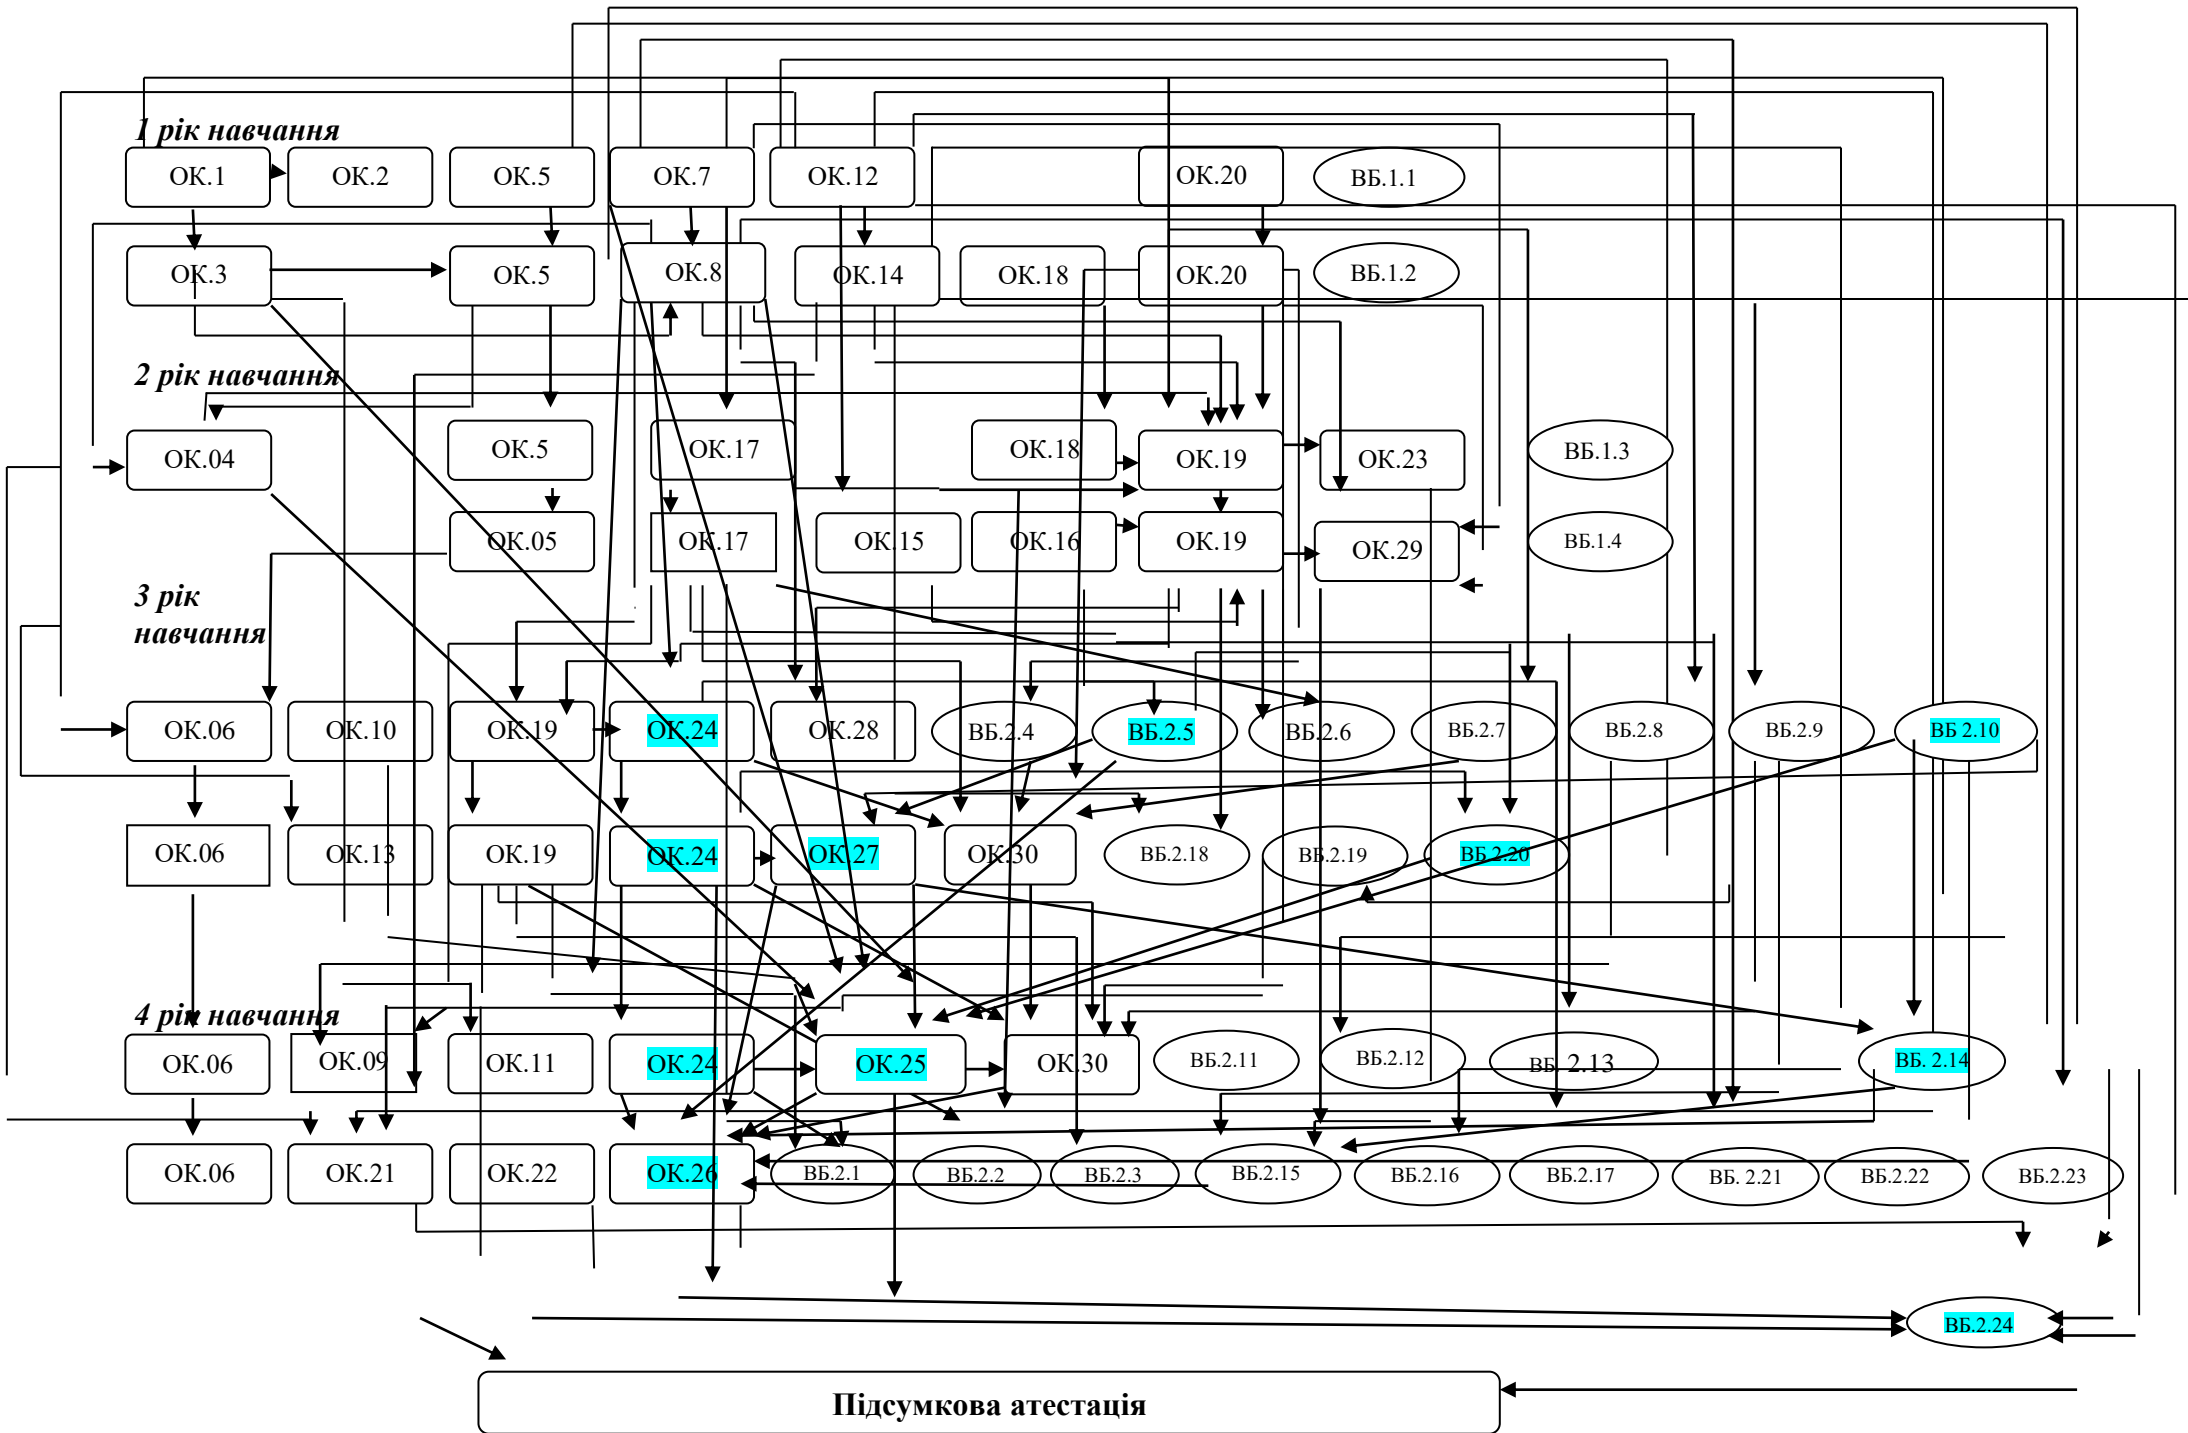 1 рік навчання
ОК.1 ОК.2 ОК.5 ОК.7 ОК.12 ОК.20 ВБ.1.1
ОК.3 ОК.5 ОК.8 ОК.14 ОК.18 ОК.20 ВБ.1.2
2 рік навчання
ОК.04 ОК.5 ОК.17 ОК.18 ОК.19 ОК.23 ВБ.1.3
ОК.05 ОК.17 ОК.15 ОК.16 ОК.19 ОК.29 ВБ.1.4
3 рік
навчання
ОК.06 ОК.10 ОК.19 ОК.24 ОК.28 ВБ.2.4 ВБ.2.5 ВБ.2.6 ВБ.2.7 ВБ.2.8 ВБ.2.9 ВБ 2.10
ОК.06 ОК.13 ОК.19 ОК.24 ОК.27 ОК.30 ВБ.2.18 ВБ.2.19 ВБ.2.20
4 рік навчання
ОК.06 ОК.09 ОК.11 ОК.24 ОК.25 ОК.30 ВБ.2.11 ВБ.2.12 ВБ. 2.13 ВБ. 2.14
ОК.06 ОК.21 ОК.22 ОК.26 ВБ.2.1 ВБ.2.2 ВБ.2.3 ВБ.2.15 ВБ.2.16 ВБ.2.17 ВБ. 2.21 ВБ.2.22 ВБ.2.23
ВБ.2.24
Підсумкова атестація